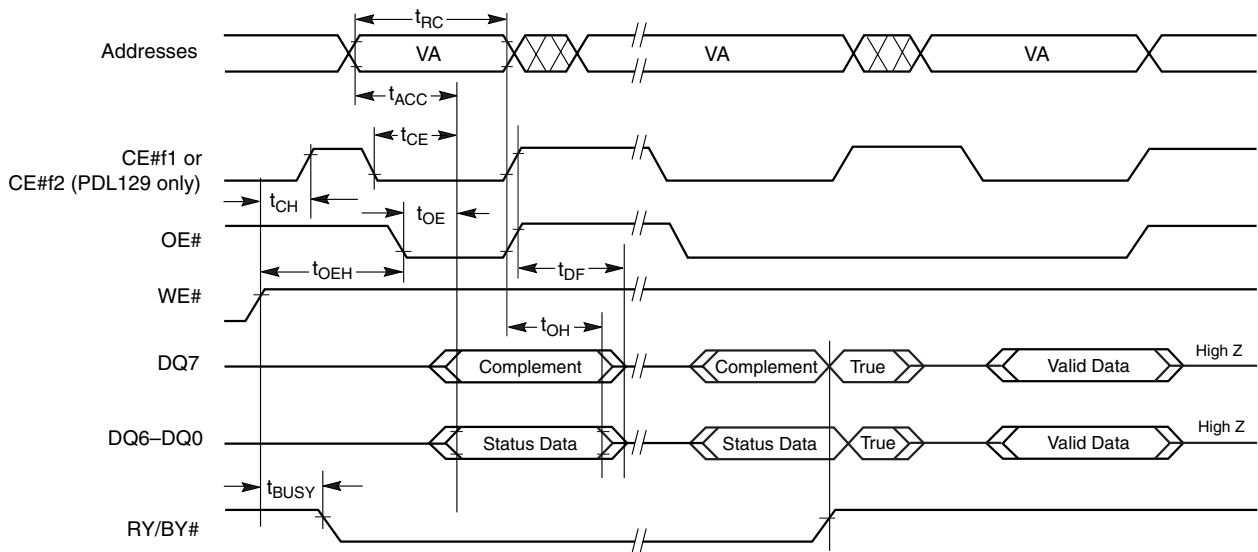 tRC
Addresses VA VA VA
tACC
tCE
CE#f1 or
CE#f2 (PDL129 only)
tCH
tOE
OE#
tOEH
tDF
WE#
tOH
DQ7 Complement Complement True Valid Data High Z
DQ6–DQ0 Status Data Status Data True Valid Data High Z
tBUSY
RY/BY#